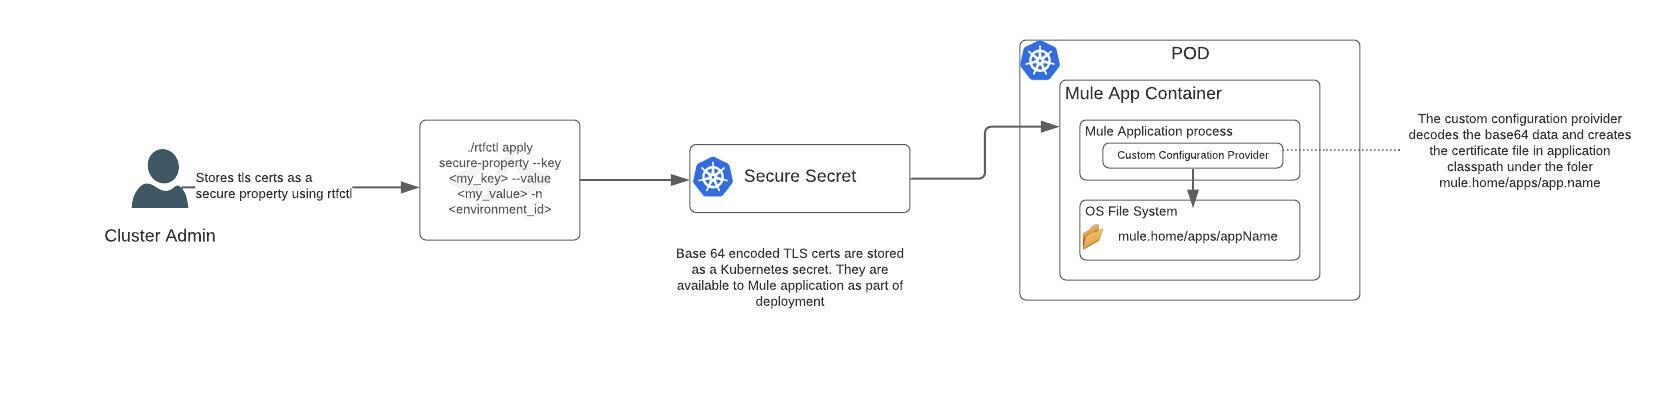 Cluster Admin
Stores tls certs as a
secure property using rtfctl
./rtfctl apply
secure-property --key
<my_key> --value
<my_value> -n
<environment_id>
Secure Secret
Base 64 encoded TLS certs are stored
as a Kubernetes secret. They are
available to Mule application as part of
deployment
POD
Mule App Container
Mule Application process
Custom Configuration Provider
OS File System
mule.home/apps/appName
The custom configuration proivider
decodes the base64 data and creates
the certificate file in application
classpath under the foler
mule.home/apps/app.name